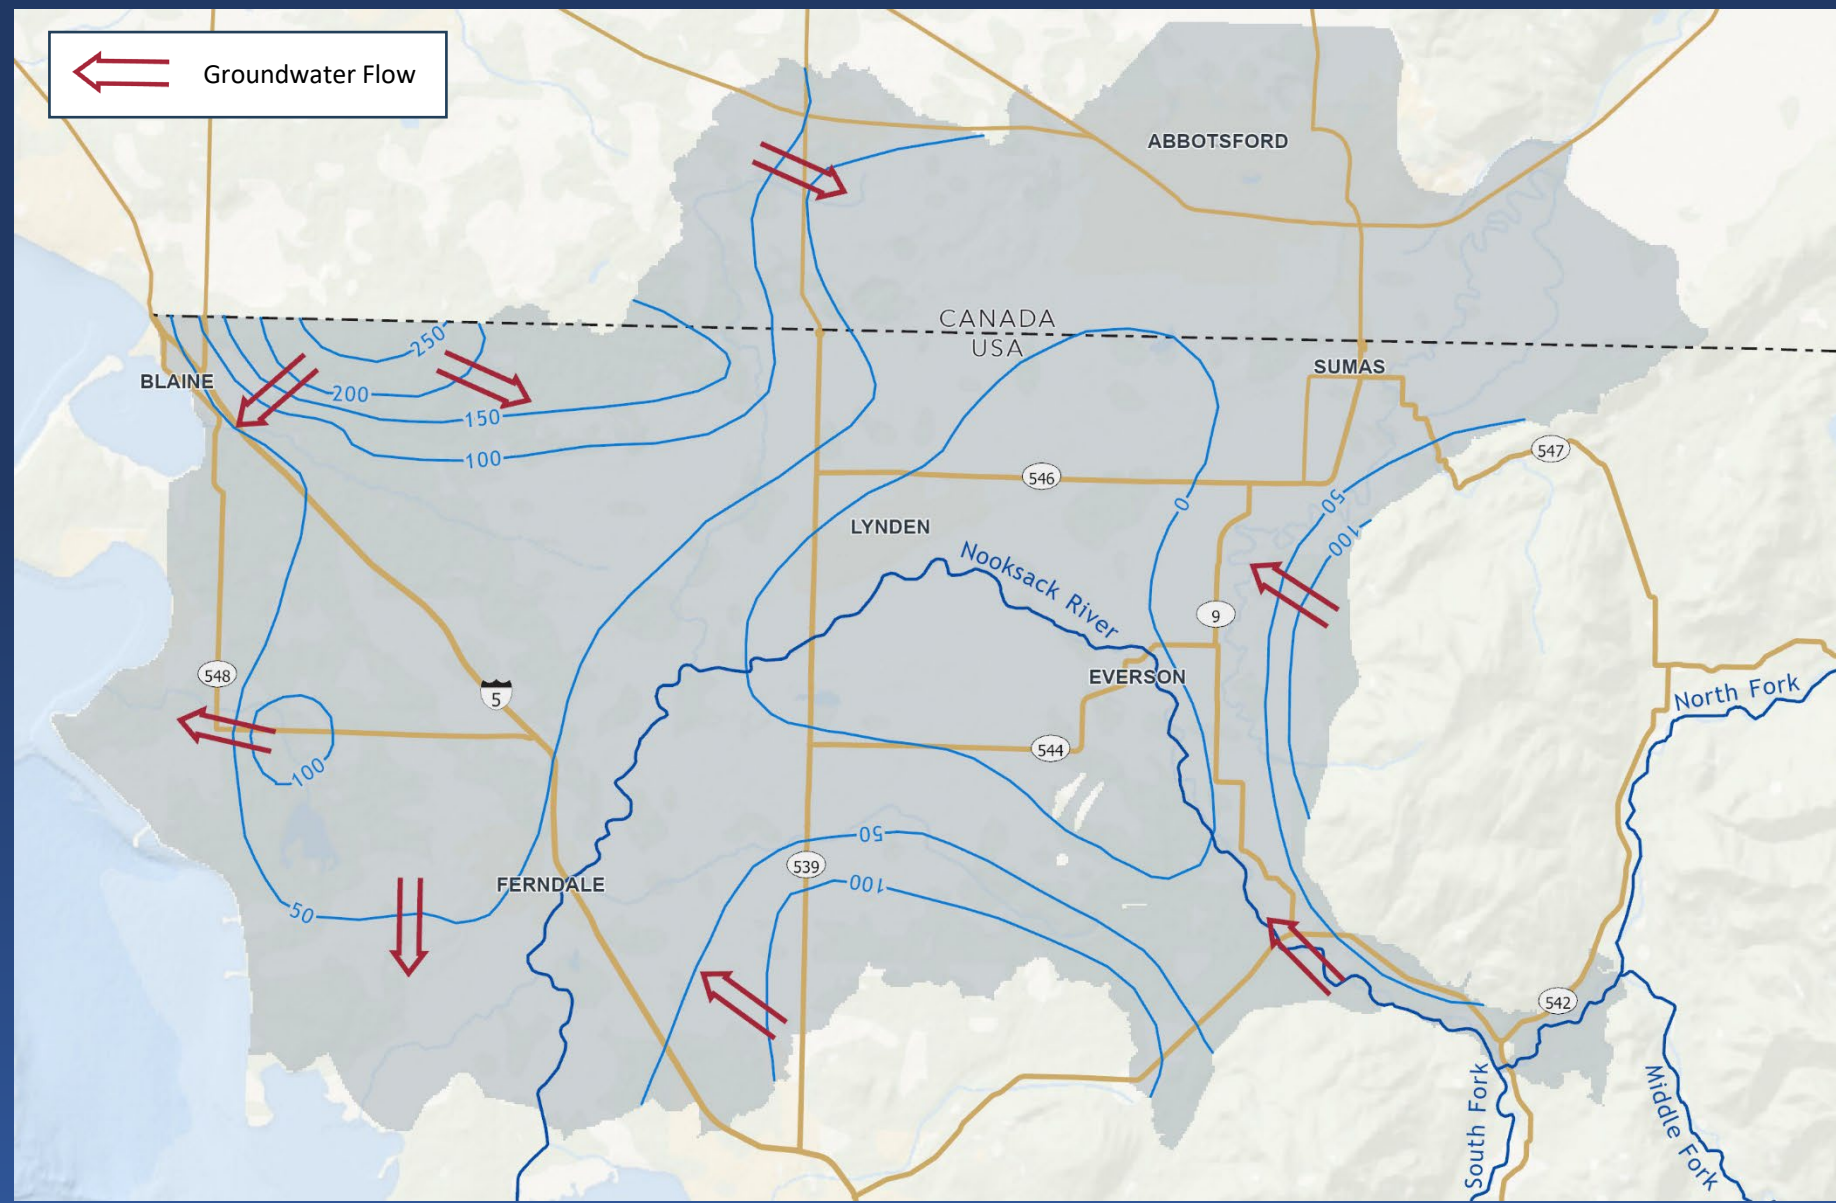 Groundwater Flow
ABBOTSFORD
CANADA
USA
250
SUMAS
BLAINE
200
150
547
100
546
50
0
LYNDEN
100
Nooksack River
9
548
EVERSON
5
North Fork
544
100
50
539
FERNDALE
100
50
542
South Fork
Middle Fork